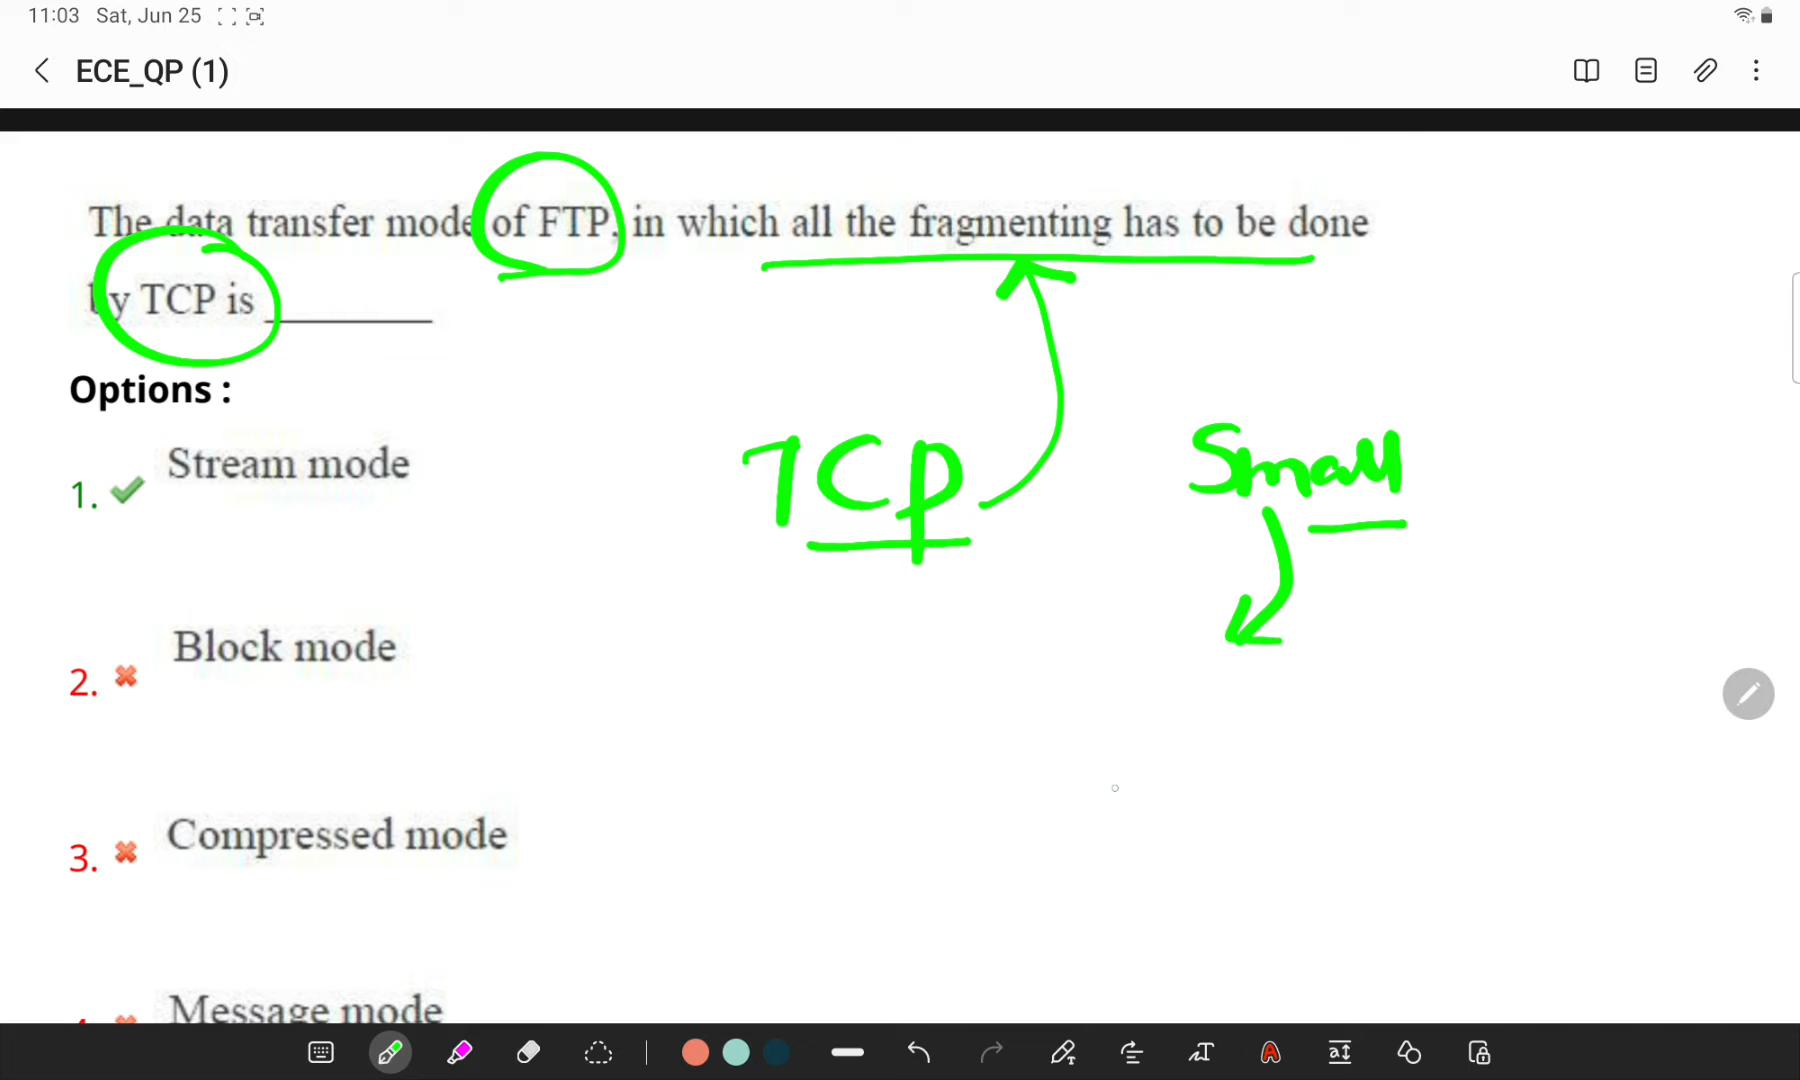 11:03 Sat, Jun 25
ECE_QP (1)
The data transfer mode of FTP, in which all the fragmenting has to be done
by TCP is __________
Options :
1. Stream mode
TCP
Small
2. Block mode
3. Compressed mode
4. Message mode